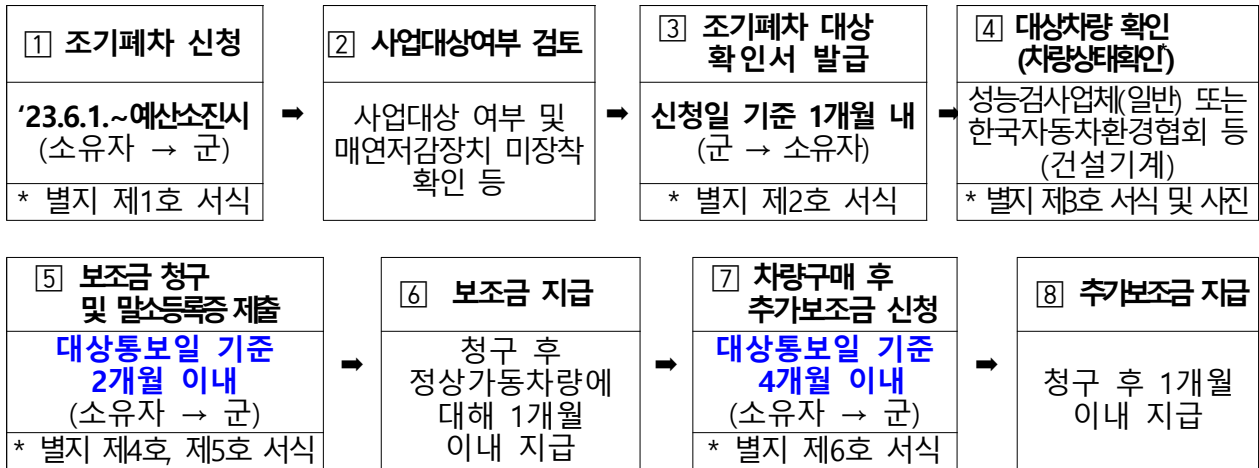 1 조기폐차 신청
'23.6.1.~예산소진시
(소유자 → 군)
* 별지 제1호 서식
➡
2 사업대상여부 검토
사업대상 여부 및
매연저감장치 미장착
확인 등
➡
3 조기폐차 대상
확인서 발급
신청일 기준 1개월 내
(군 → 소유자)
* 별지 제2호 서식
➡
4 대상차량 확인
(차량상태확인*)
성능검사업체(일반) 또는
한국자동차환경협회 등
(건설기계)
* 별지 제3호 서식 및 사진
5 보조금 청구
및 말소등록증 제출
대상통보일 기준
2개월 이내
(소유자 → 군)
* 별지 제4호, 제5호 서식
➡
6 보조금 지급
청구 후
정상가동차량에
대해 1개월
이내 지급
➡
7 차량구매 후
추가보조금 신청
대상통보일 기준
4개월 이내
(소유자 → 군)
* 별지 제6호 서식
➡
8 추가보조금 지급
청구 후 1개월
이내 지급